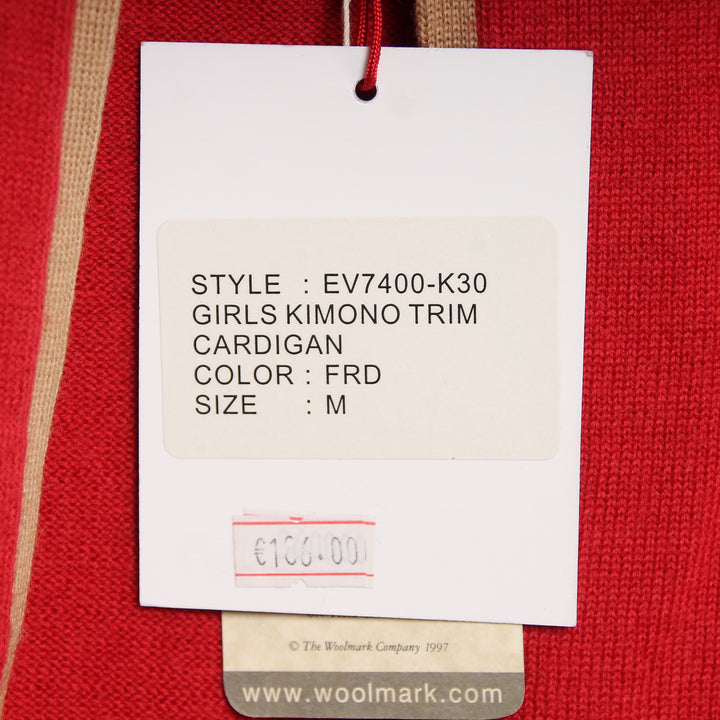 STYLE : EV7400-K30
GIRLS KIMONO TRIM
CARDIGAN
COLOR : FRD
SIZE : M
© The Woolmark Company 1997
www.woolmark.com